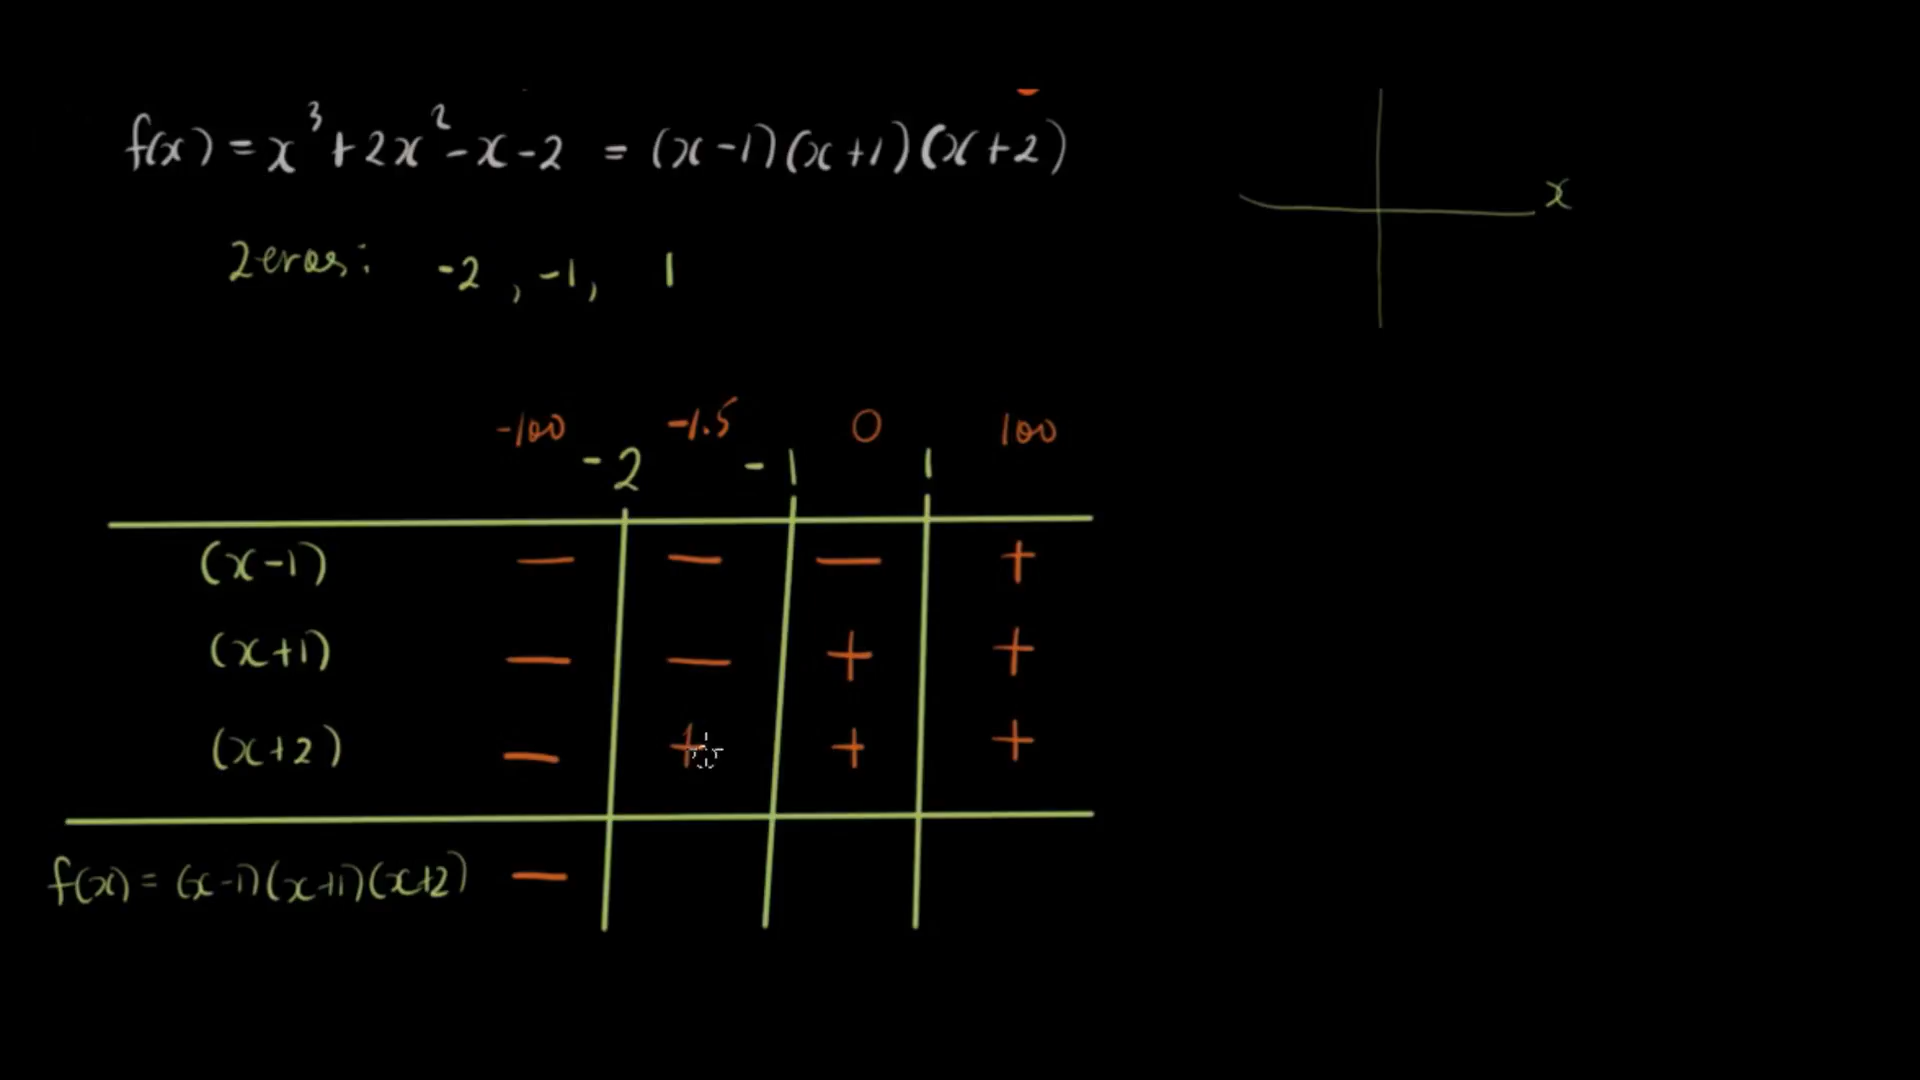 f(x) = x³ + 2x² - x - 2 = (x - 1)(x + 1)(x + 2)
x
Zeros: -2, -1, 1
-100 -1.5 0 100
-2 -1 1
(x-1) — — — +
(x+1) — — + +
(x+2) — + + +
f(x) = (x-1)(x+1)(x+2) —